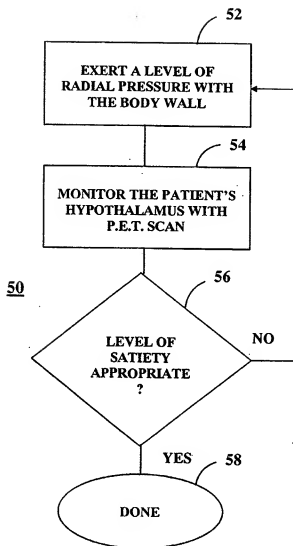 52
EXERT A LEVEL OF
RADIAL PRESSURE WITH
THE BODY WALL
54
MONITOR THE PATIENT'S
HYPOTHALAMUS WITH
P.E.T. SCAN
50
56
LEVEL OF
SATIETY
APPROPRIATE
?
NO
YES
58
DONE